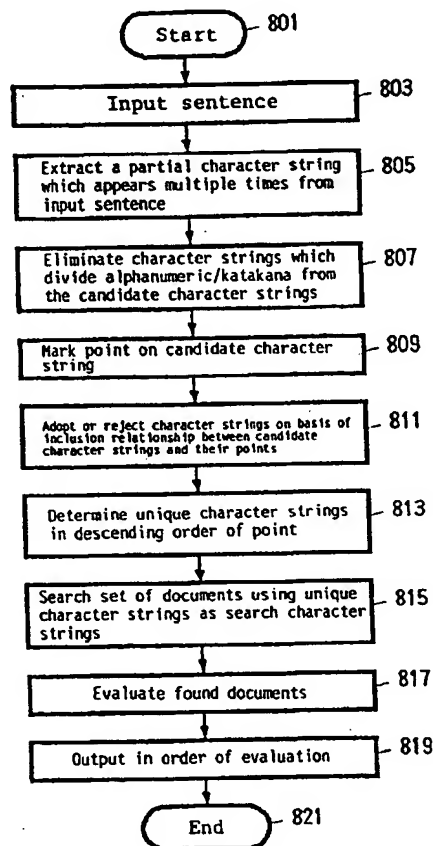 Start
801
Input sentence
803
Extract a partial character string
which appears multiple times from
input sentence
805
Eliminate character strings which
divide alphanumeric/katakana from
the candidate character strings
807
Mark point on candidate character
string
809
Adopt or reject character strings on basis of
inclusion relationship between candidate
character strings and their points
811
Determine unique character strings
in descending order of point
813
Search set of documents using unique
character strings as search character
strings
815
Evaluate found documents
817
Output in order of evaluation
819
End
821